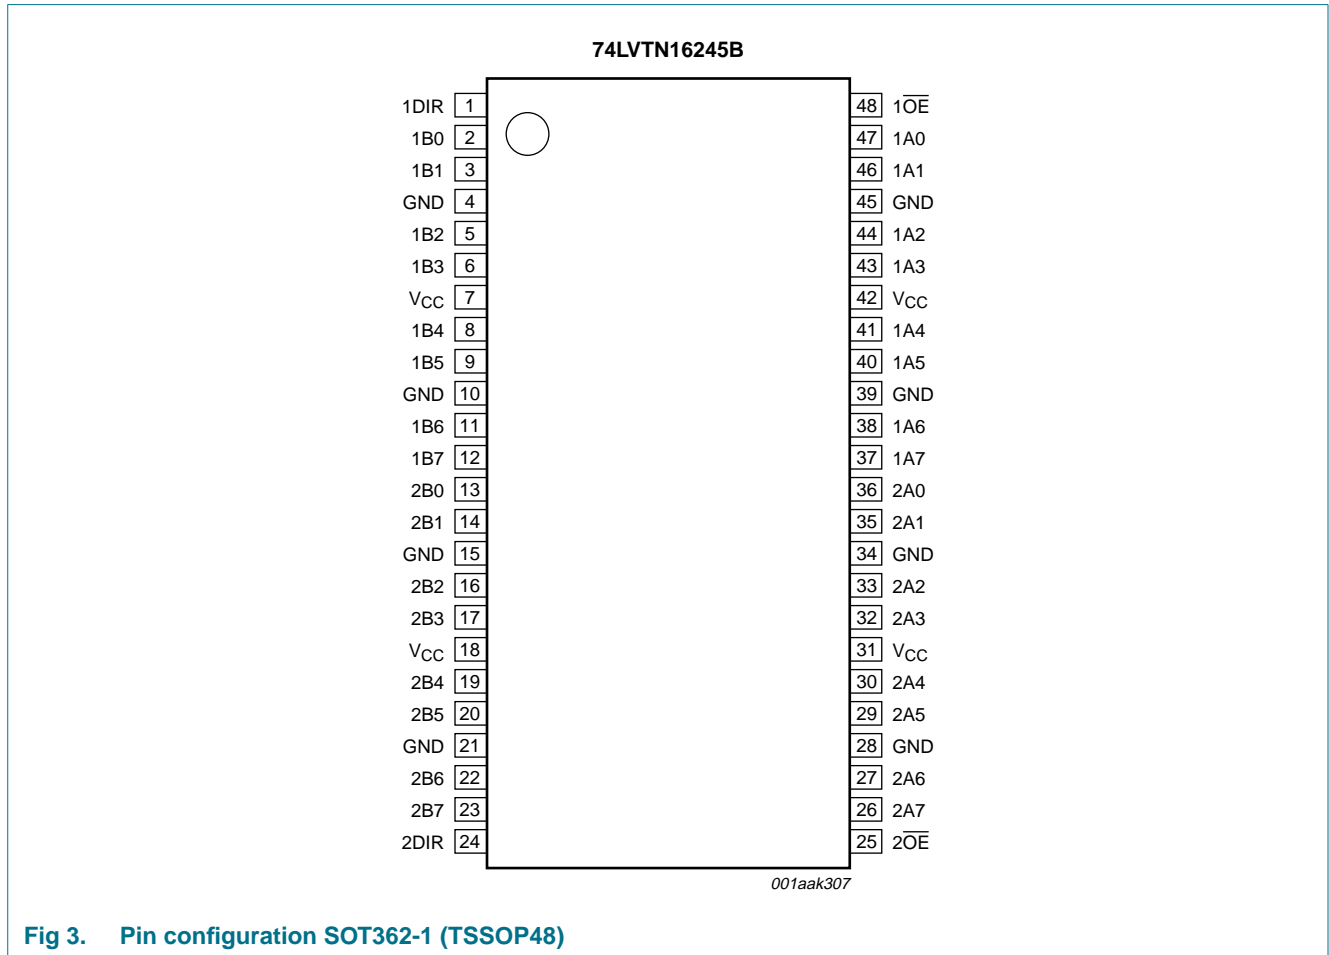 74LVTN16245B
1DIR 1 48 1O̅E̅
1B0 2 47 1A0
1B1 3 46 1A1
GND 4 45 GND
1B2 5 44 1A2
1B3 6 43 1A3
VCC 7 42 VCC
1B4 8 41 1A4
1B5 9 40 1A5
GND 10 39 GND
1B6 11 38 1A6
1B7 12 37 1A7
2B0 13 36 2A0
2B1 14 35 2A1
GND 15 34 GND
2B2 16 33 2A2
2B3 17 32 2A3
VCC 18 31 VCC
2B4 19 30 2A4
2B5 20 29 2A5
GND 21 28 GND
2B6 22 27 2A6
2B7 23 26 2A7
2DIR 24 25 2O̅E̅
001aak307
Fig 3. Pin configuration SOT362-1 (TSSOP48)